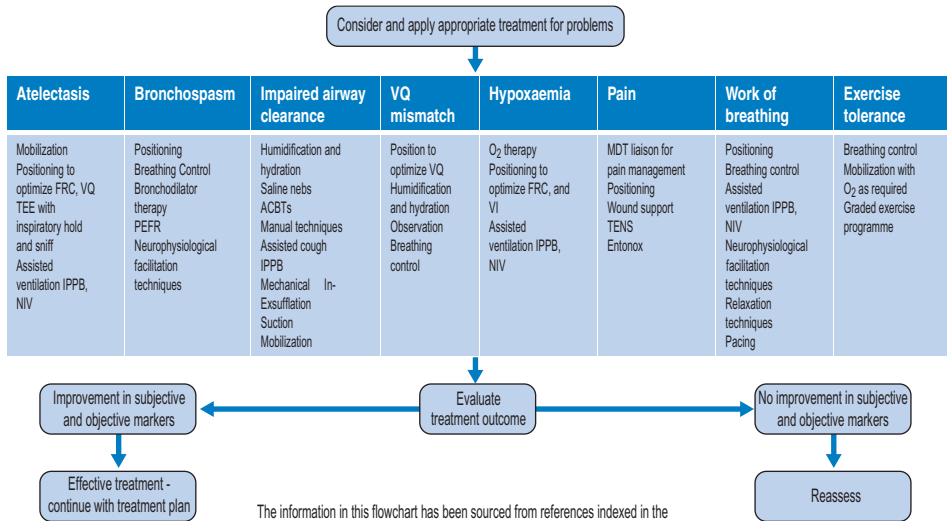 Consider and apply appropriate treatment for problems
Atelectasis
Mobilization
Positioning to
optimize FRC, VQ
TEE with
inspiratory hold
and sniff
Assisted
ventilation IPPB,
NIV
Bronchospasm
Positioning
Breathing Control
Bronchodilator
therapy
PEFR
Neurophysiological
facilitation
techniques
Impaired airway
clearance
Humidification and
hydration
Saline nebs
ACBTs
Manual techniques
Assisted cough
IPPB
Mechanical In-
Exsufflation
Suction
Mobilization
VQ
mismatch
Position to
optimize VQ
Humidification
and hydration
Observation
Breathing
control
Hypoxaemia
O2 therapy
Positioning to
optimize FRC, and
VI
Assisted
ventilation IPPB,
NIV
Pain
MDT liaison for
pain management
Positioning
Wound support
TENS
Entonox
Work of
breathing
Positioning
Breathing control
Assisted
ventilation IPPB,
NIV
Neurophysiological
facilitation
techniques
Relaxation
techniques
Pacing
Exercise
tolerance
Breathing control
Mobilization with
O2 as required
Graded exercise
programme
Evaluate
treatment outcome
Improvement in subjective
and objective markers
Effective treatment -
continue with treatment plan
No improvement in subjective
and objective markers
Reassess
The information in this flowchart has been sourced from references indexed in the